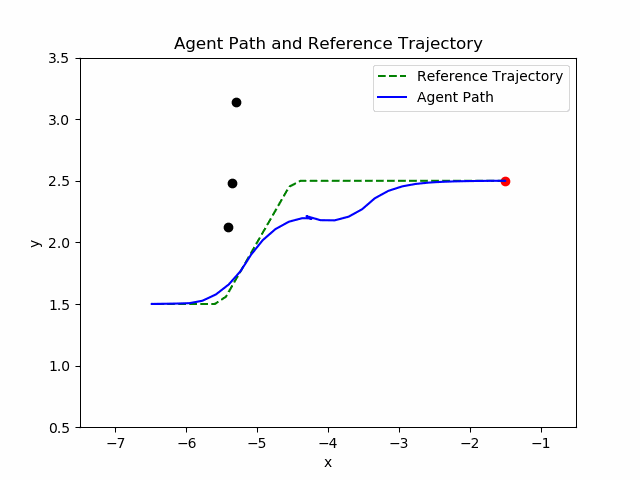 Agent Path and Reference Trajectory
Reference Trajectory
Agent Path
3.5
3.0
2.5
2.0
1.5
1.0
0.5
y
−7
−6
−5
−4
−3
−2
−1
x